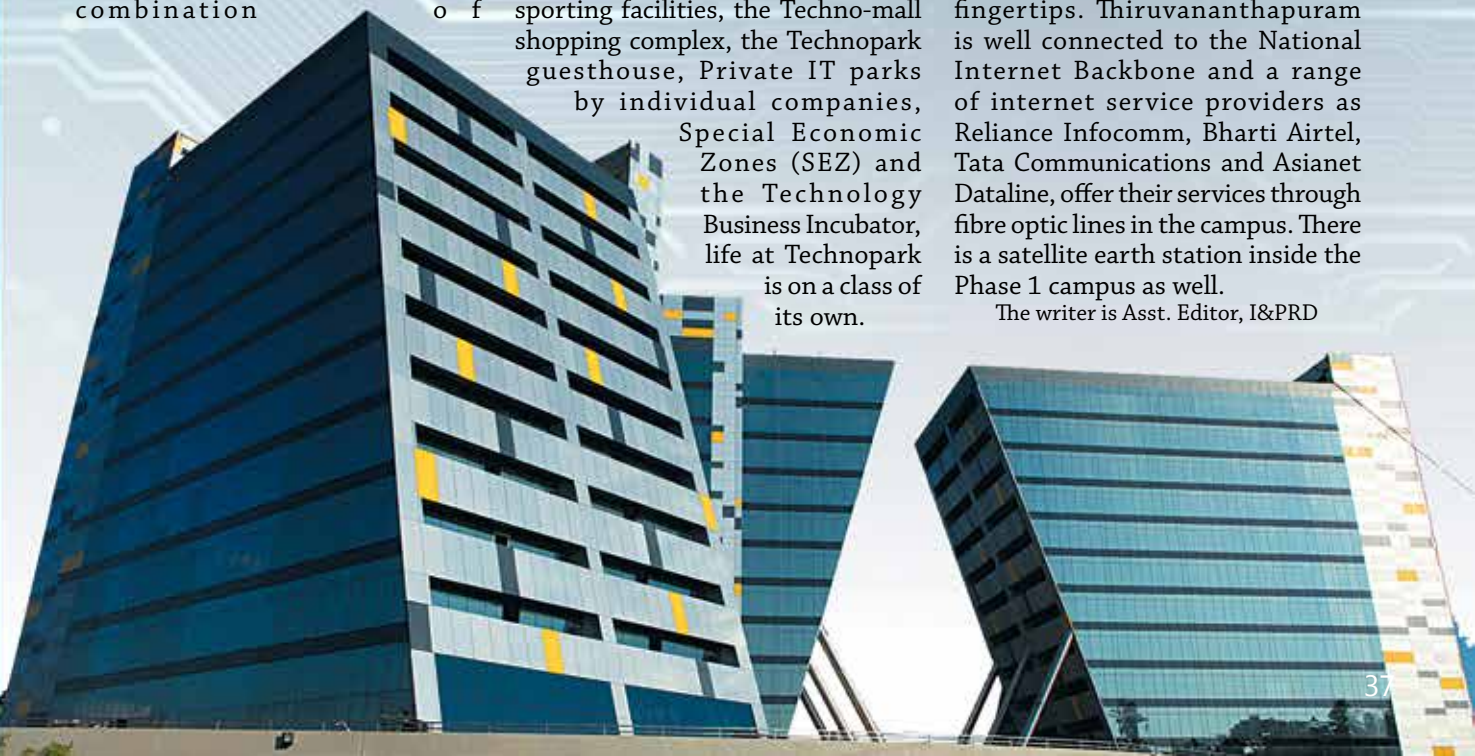 combination of
sporting facilities, the Techno-mall
shopping complex, the Technopark
guesthouse, Private IT parks
by individual companies,
Special Economic
Zones (SEZ) and
the Technology
Business Incubator,
life at Technopark
is on a class of
its own.
fingertips. Thiruvananthapuram
is well connected to the National
Internet Backbone and a range
of internet service providers as
Reliance Infocomm, Bharti Airtel,
Tata Communications and Asianet
Dataline, offer their services through
fibre optic lines in the campus. There
is a satellite earth station inside the
Phase 1 campus as well.
The writer is Asst. Editor, I&PRD
37